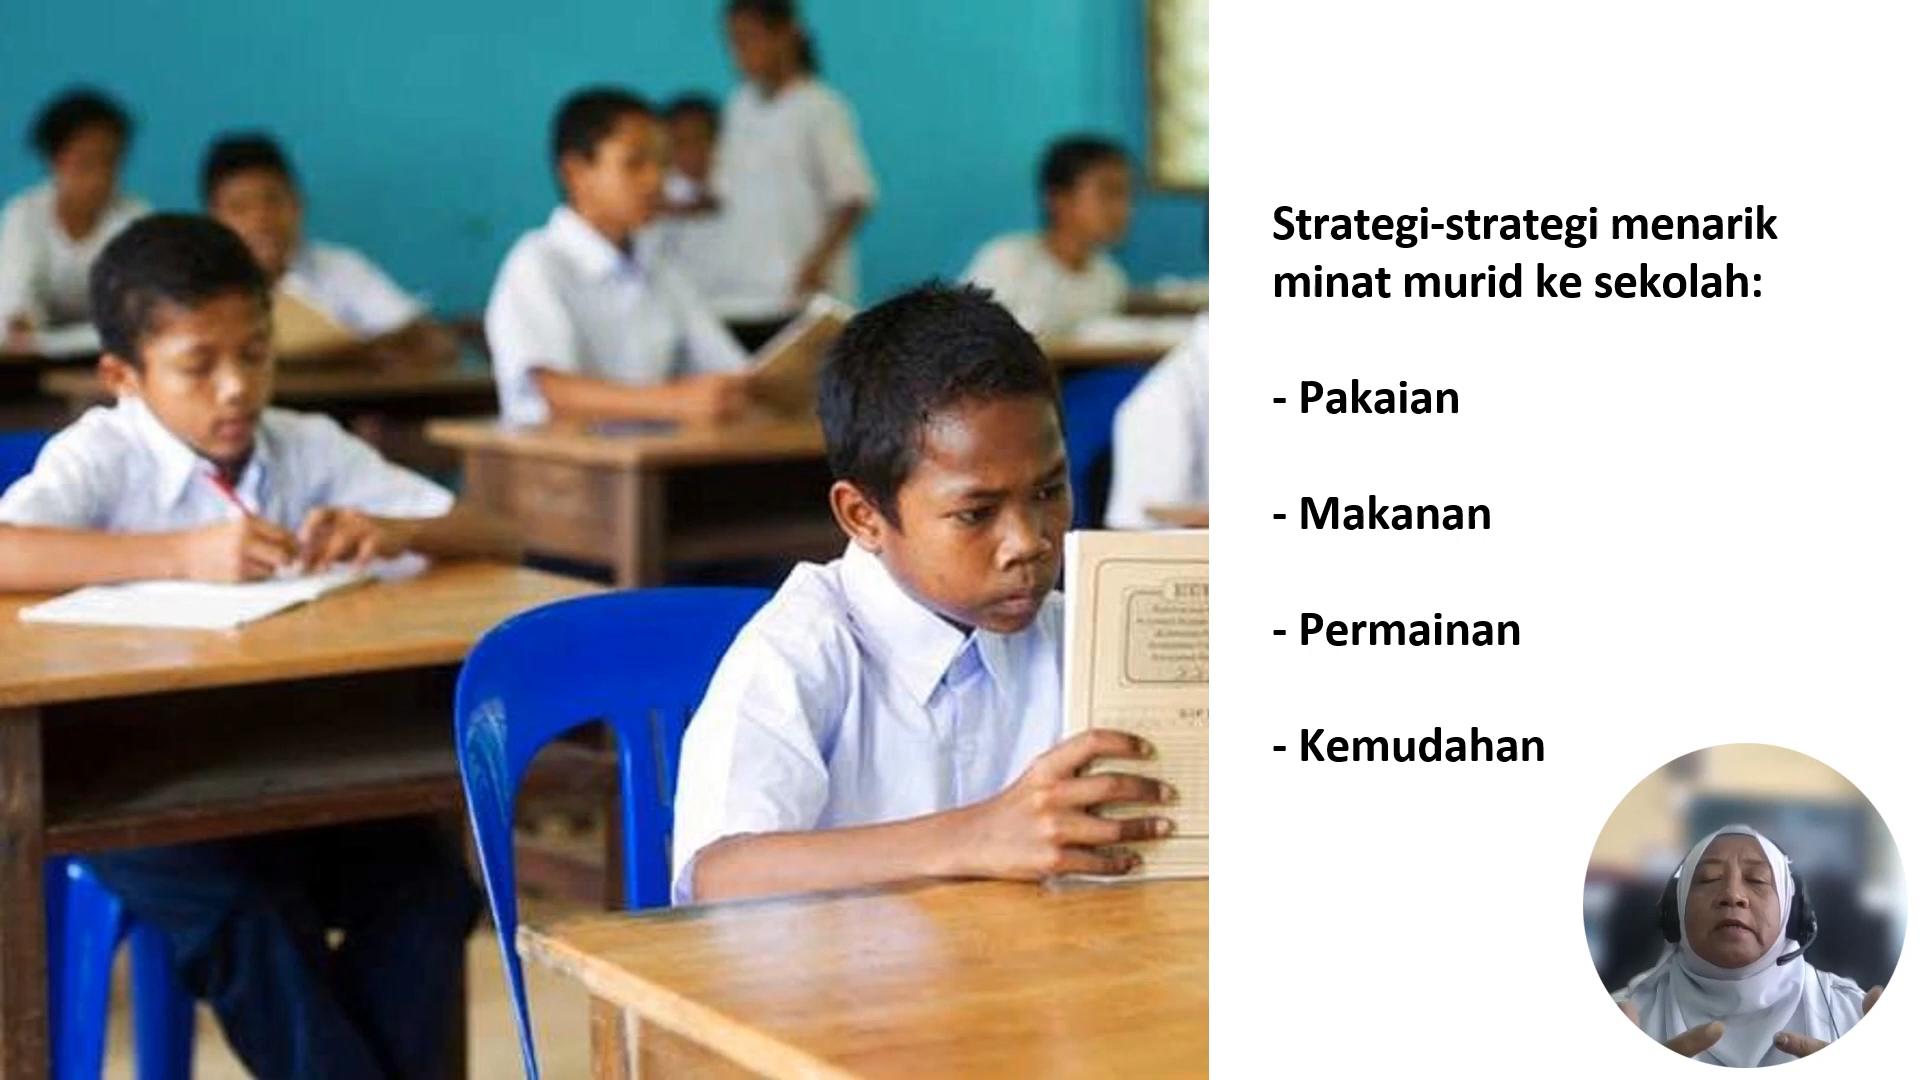 Strategi-strategi menarik
minat murid ke sekolah:
- Pakaian
- Makanan
- Permainan
- Kemudahan